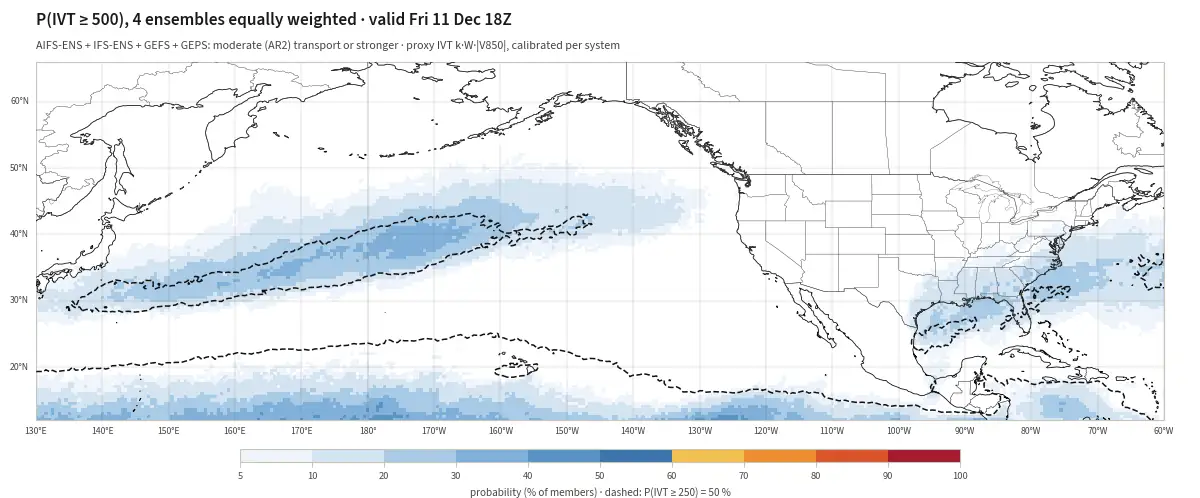 P(IVT ≥ 500), 4 ensembles equally weighted · valid Fri 11 Dec 18Z
AIFS-ENS + IFS-ENS + GEFS + GEPS: moderate (AR2) transport or stronger · proxy IVT k·W·|V850|, calibrated per system
60°N
50°N
40°N
30°N
20°N
130°E 140°E 150°E 160°E 170°E 180° 170°W 160°W 150°W 140°W 130°W 120°W 110°W 100°W 90°W 80°W 70°W 60°W
5 10 20 30 40 50 60 70 80 90 100
probability (% of members) · dashed: P(IVT ≥ 250) = 50 %